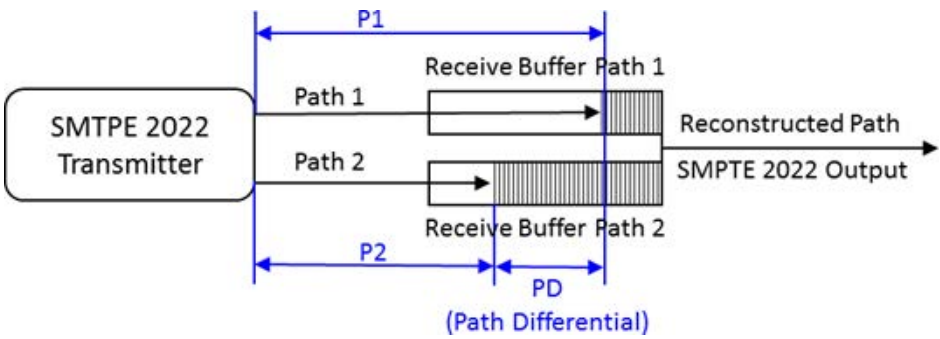 P1
Receive Buffer Path 1
Path 1
SMTPE 2022
Transmitter
Reconstructed Path
Path 2
SMPTE 2022 Output
Receive Buffer Path 2
P2
PD
(Path Differential)